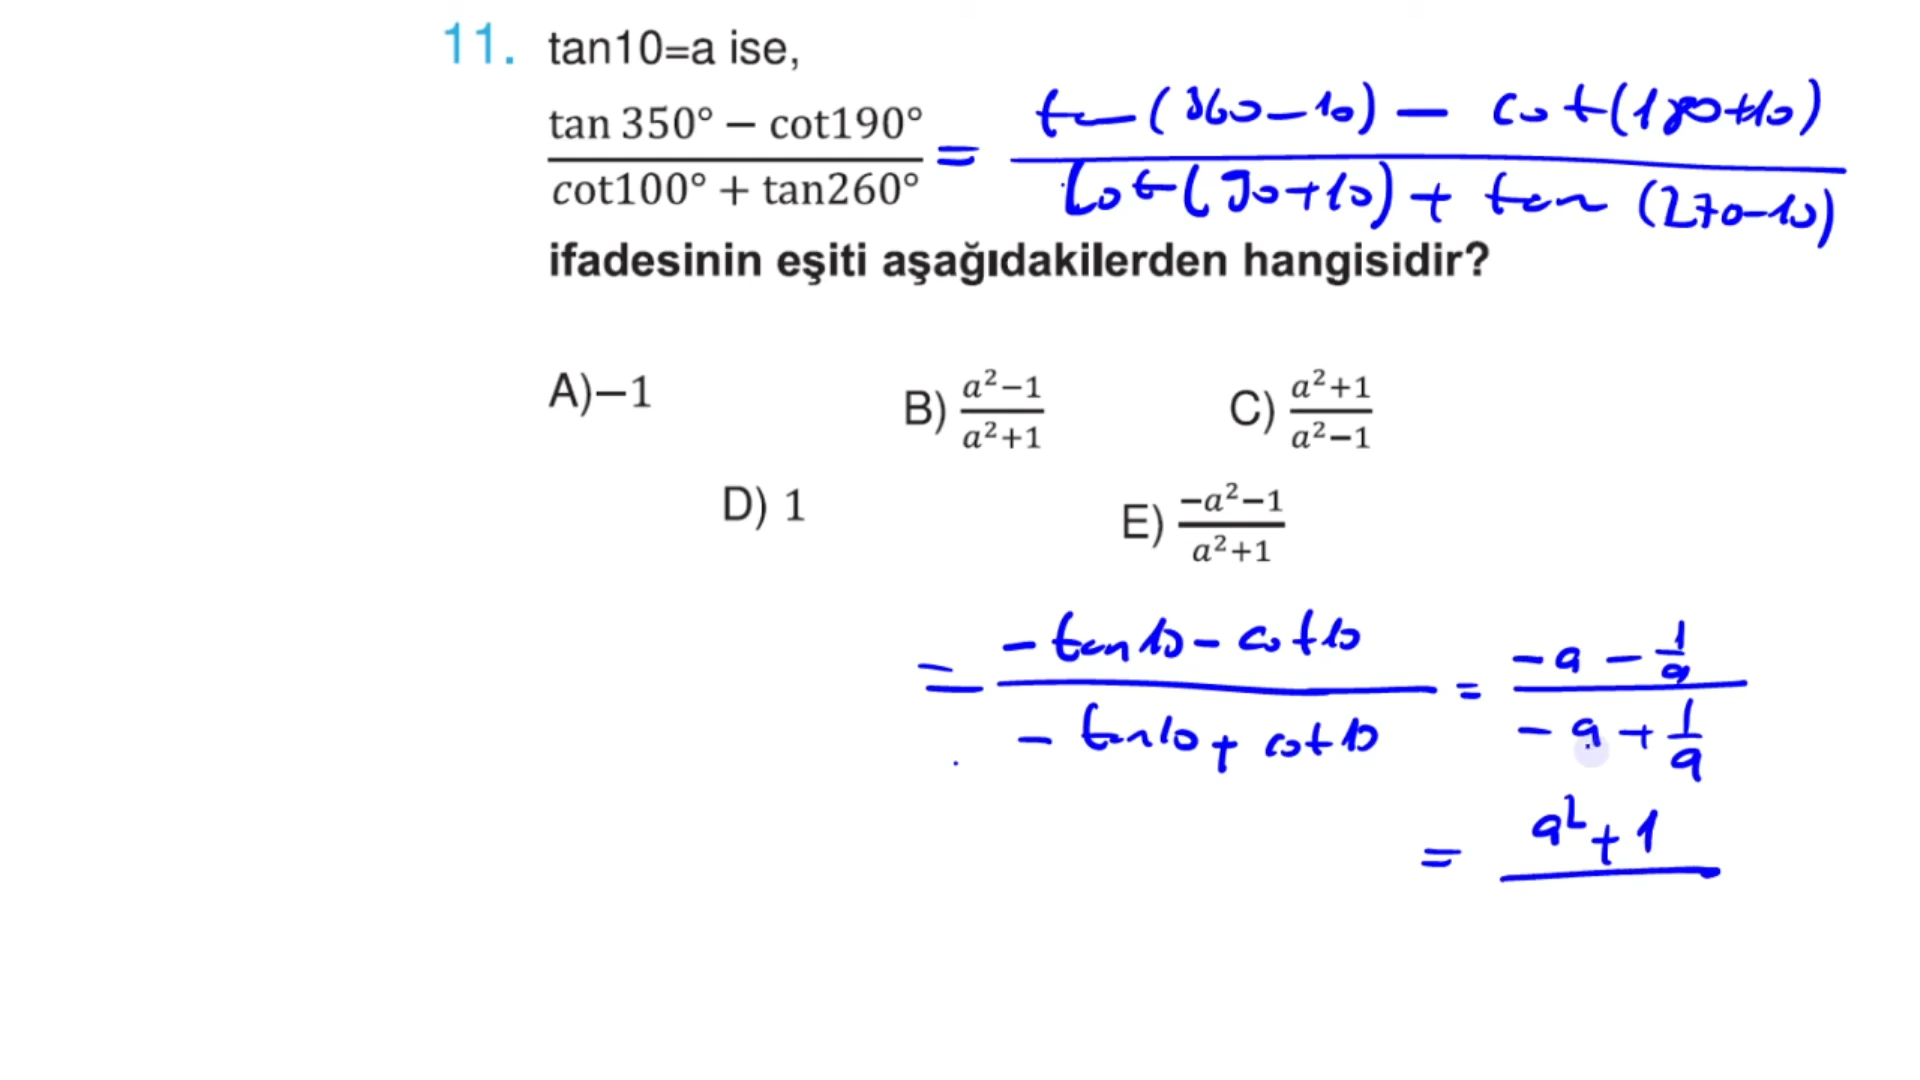 11. tan10=a ise,
tan 350° − cot190° = tan(360−10) − cot(180+10)
cot100° + tan260° cot(90+10) + tan (270−10)
ifadesinin eşiti aşağıdakilerden hangisidir?
A)−1 B) a²−1 C) a²+1
a²+1 a²−1
D) 1 E) −a²−1
a²+1
= −tan10 − cot10 = −a − 1/a
− tan10 + cot10 −a + 1/a
= a²+1